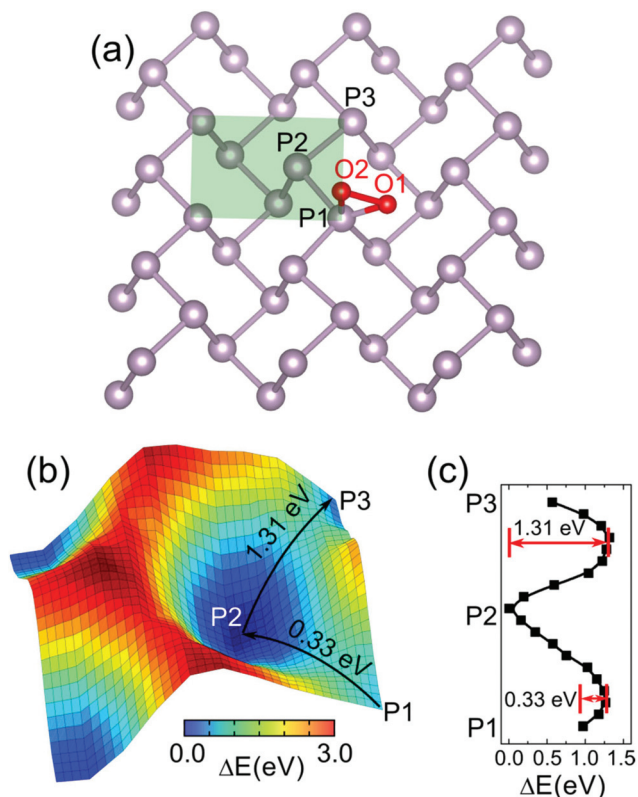 (a)
P3
P2
O2
O1
P1
(b)
P3
1.31 eV
P2
0.33 eV
P1
0.0
3.0
ΔE(eV)
(c)
P3
1.31 eV
P2
0.33 eV
P1
0.0 0.5 1.0 1.5
ΔE(eV)